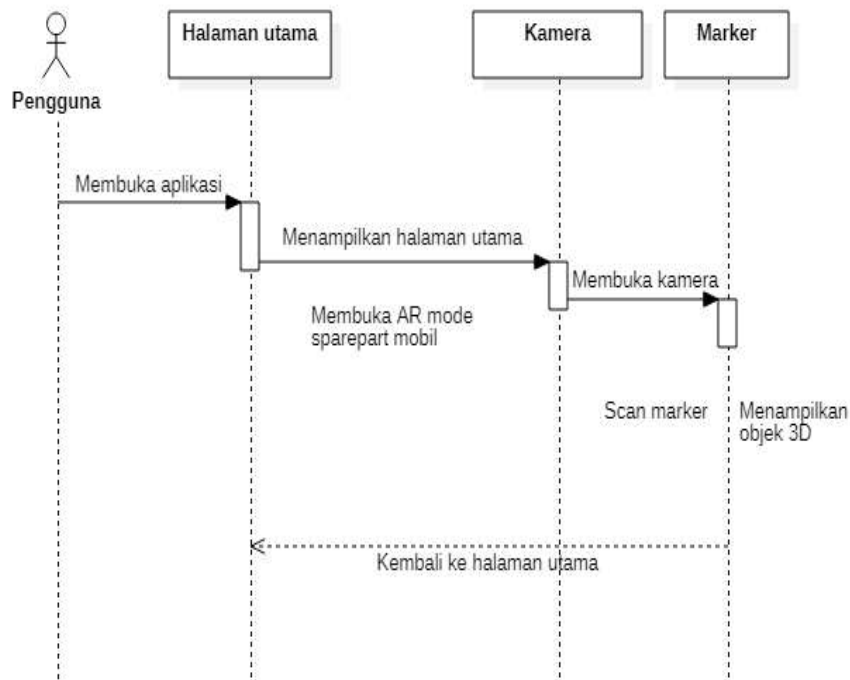 Halaman utama
Kamera
Marker
Pengguna
Membuka aplikasi
Menampilkan halaman utama
Membuka kamera
Membuka AR mode
sparepart mobil
Scan marker
Menampilkan
objek 3D
Kembali ke halaman utama